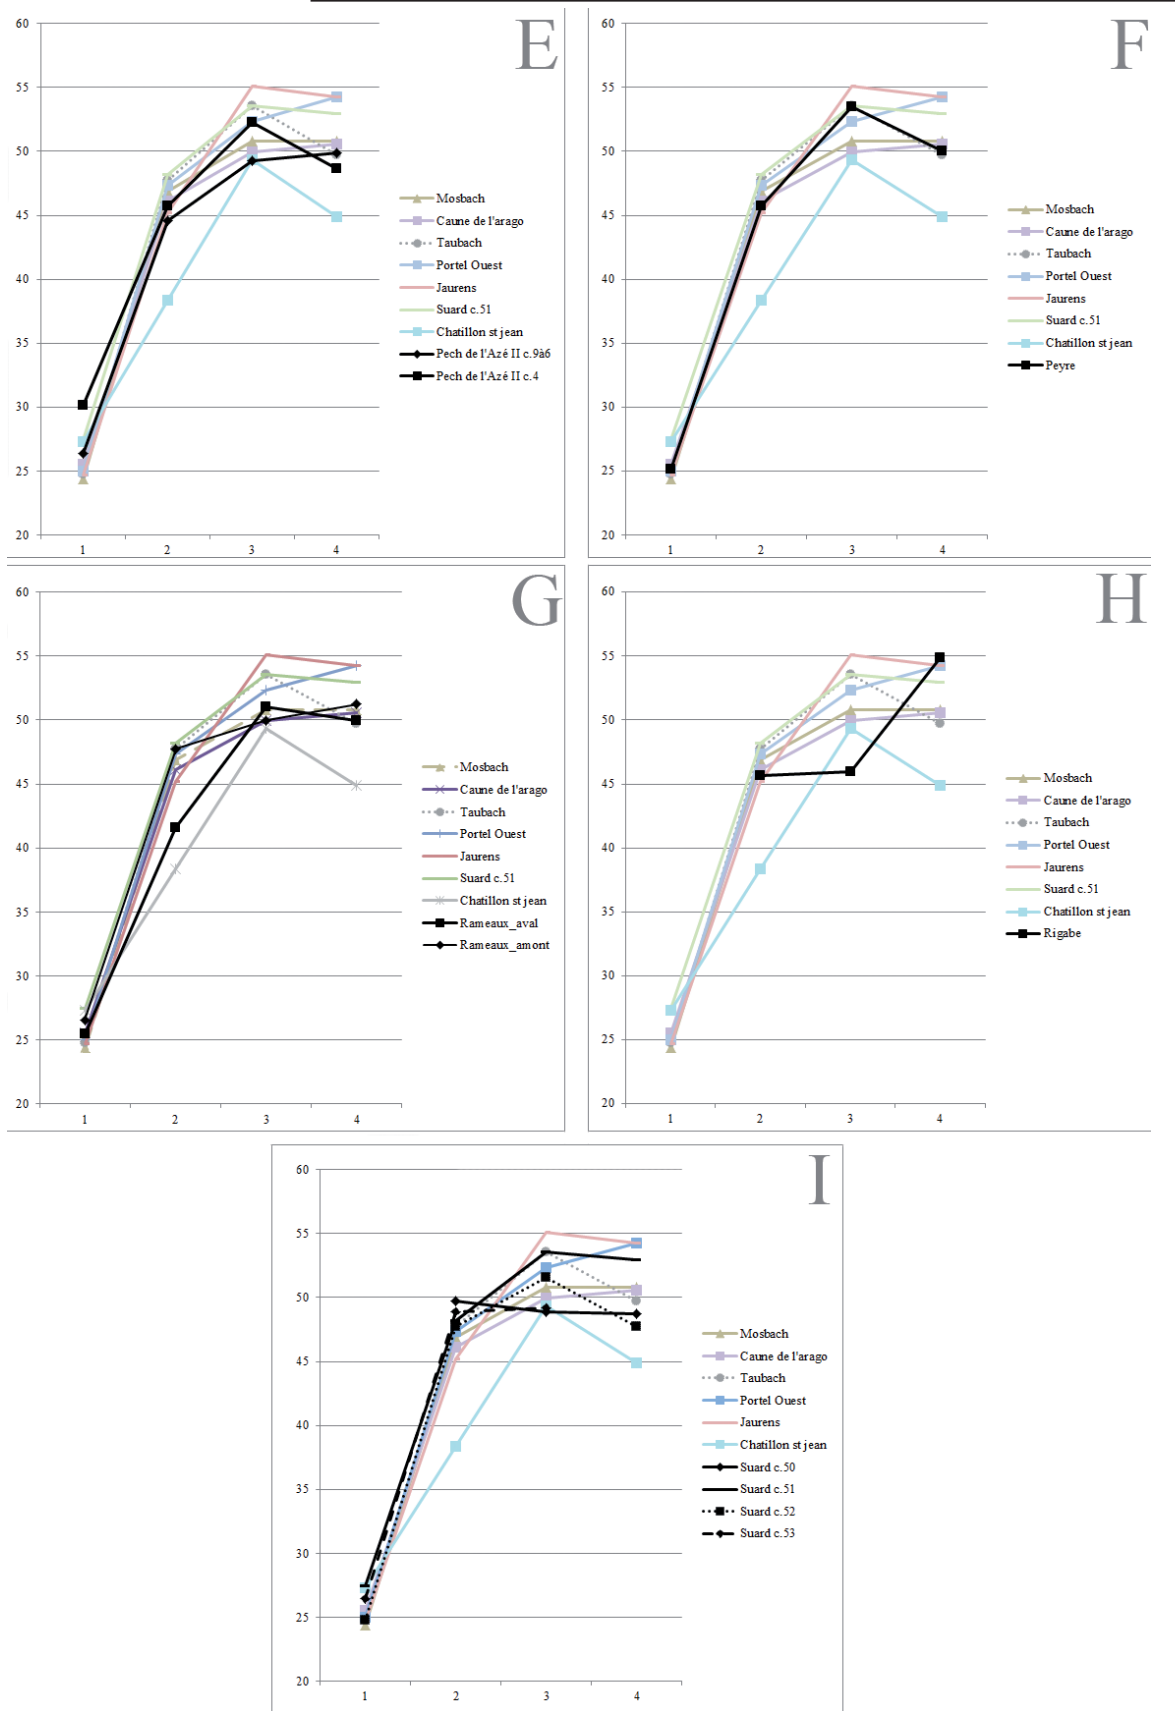 E
60
55
50
45
40
35
30
25
20
1 2 3 4
Mosbach
Caune de l'arago
Taubach
Portel Ouest
Jaurens
Suard c.51
Chatillon st jean
Pech de l'Azé II c.9à6
Pech de l'Azé II c.4
F
60
55
50
45
40
35
30
25
20
1 2 3 4
Mosbach
Caune de l'arago
Taubach
Portel Ouest
Jaurens
Suard c.51
Chatillon st jean
Peyre
G
60
55
50
45
40
35
30
25
20
1 2 3 4
Mosbach
Caune de l'arago
Taubach
Portel Ouest
Jaurens
Suard c.51
Chatillon st jean
Rameaux_aval
Rameaux_amont
H
60
55
50
45
40
35
30
25
20
1 2 3 4
Mosbach
Caune de l'arago
Taubach
Portel Ouest
Jaurens
Suard c.51
Chatillon st jean
Rigabe
I
60
55
50
45
40
35
30
25
20
1 2 3 4
Mosbach
Caune de l'arago
Taubach
Portel Ouest
Jaurens
Chatillon st jean
Suard c.50
Suard c.51
Suard c.52
Suard c.53